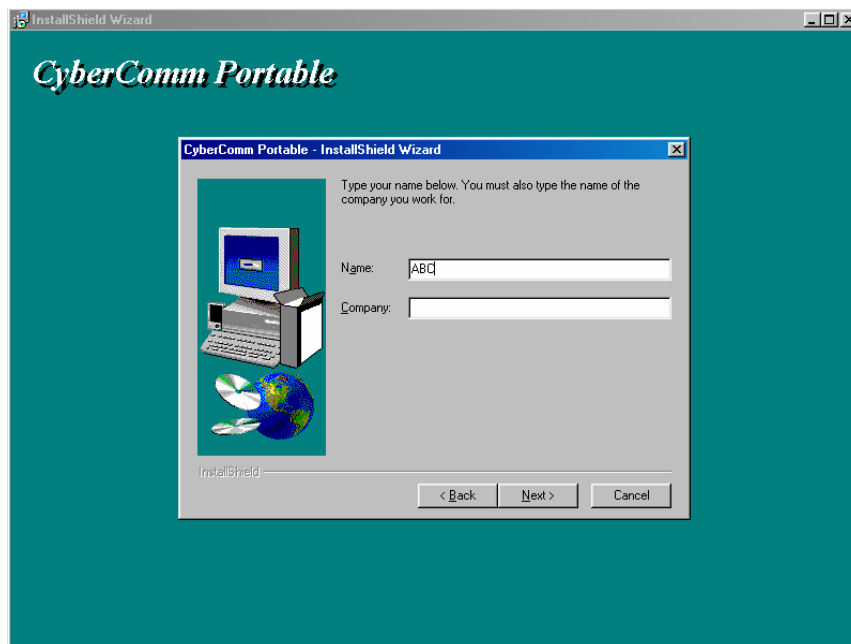 InstallShield Wizard
CyberComm Portable
CyberComm Portable - InstallShield Wizard
Type your name below. You must also type the name of the
company you work for.
Name: ABC
Company:
InstallShield
< Back Next > Cancel